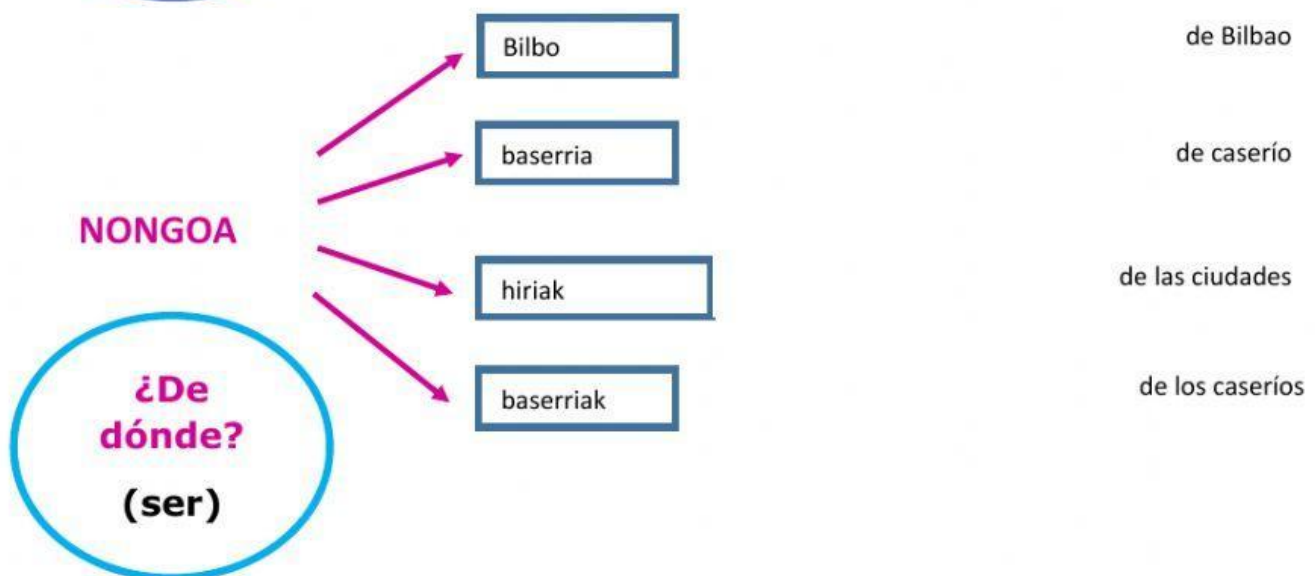 Bilbo
de Bilbao
baserria
de caserío
NONGOA
hiriak
de las ciudades
baserriak
de los caseríos
¿De
dónde?
(ser)